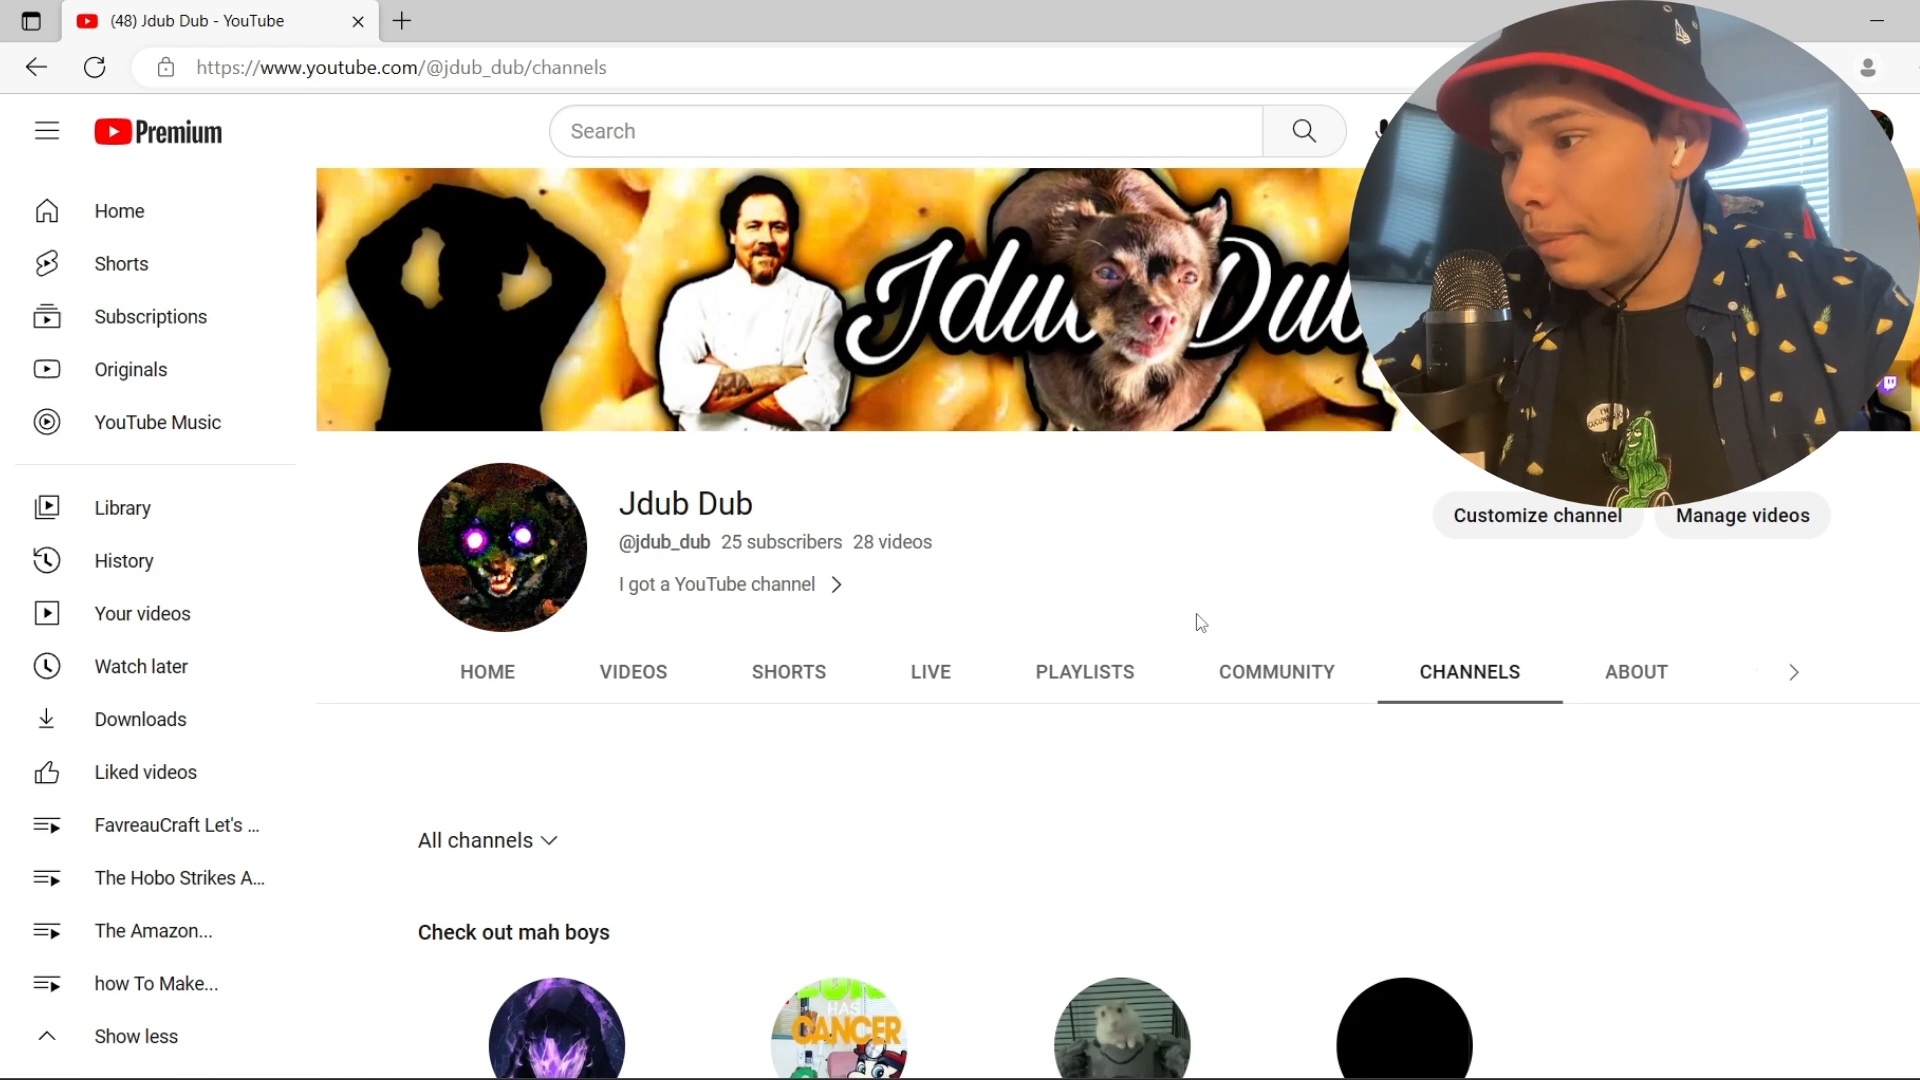 (48) Jdub Dub - YouTube
https://www.youtube.com/@jdub_dub/channels
Premium
Search
Home
Shorts
Subscriptions
Originals
YouTube Music
Library
History
Your videos
Watch later
Downloads
Liked videos
FavreauCraft Let's ...
The Hobo Strikes A...
The Amazon...
how To Make...
Show less
Jdub Dub
Jdub Dub
@jdub_dub 25 subscribers 28 videos
I got a YouTube channel
Customize channel
Manage videos
HOME
VIDEOS
SHORTS
LIVE
PLAYLISTS
COMMUNITY
CHANNELS
ABOUT
All channels
Check out mah boys
HAS
CANCER